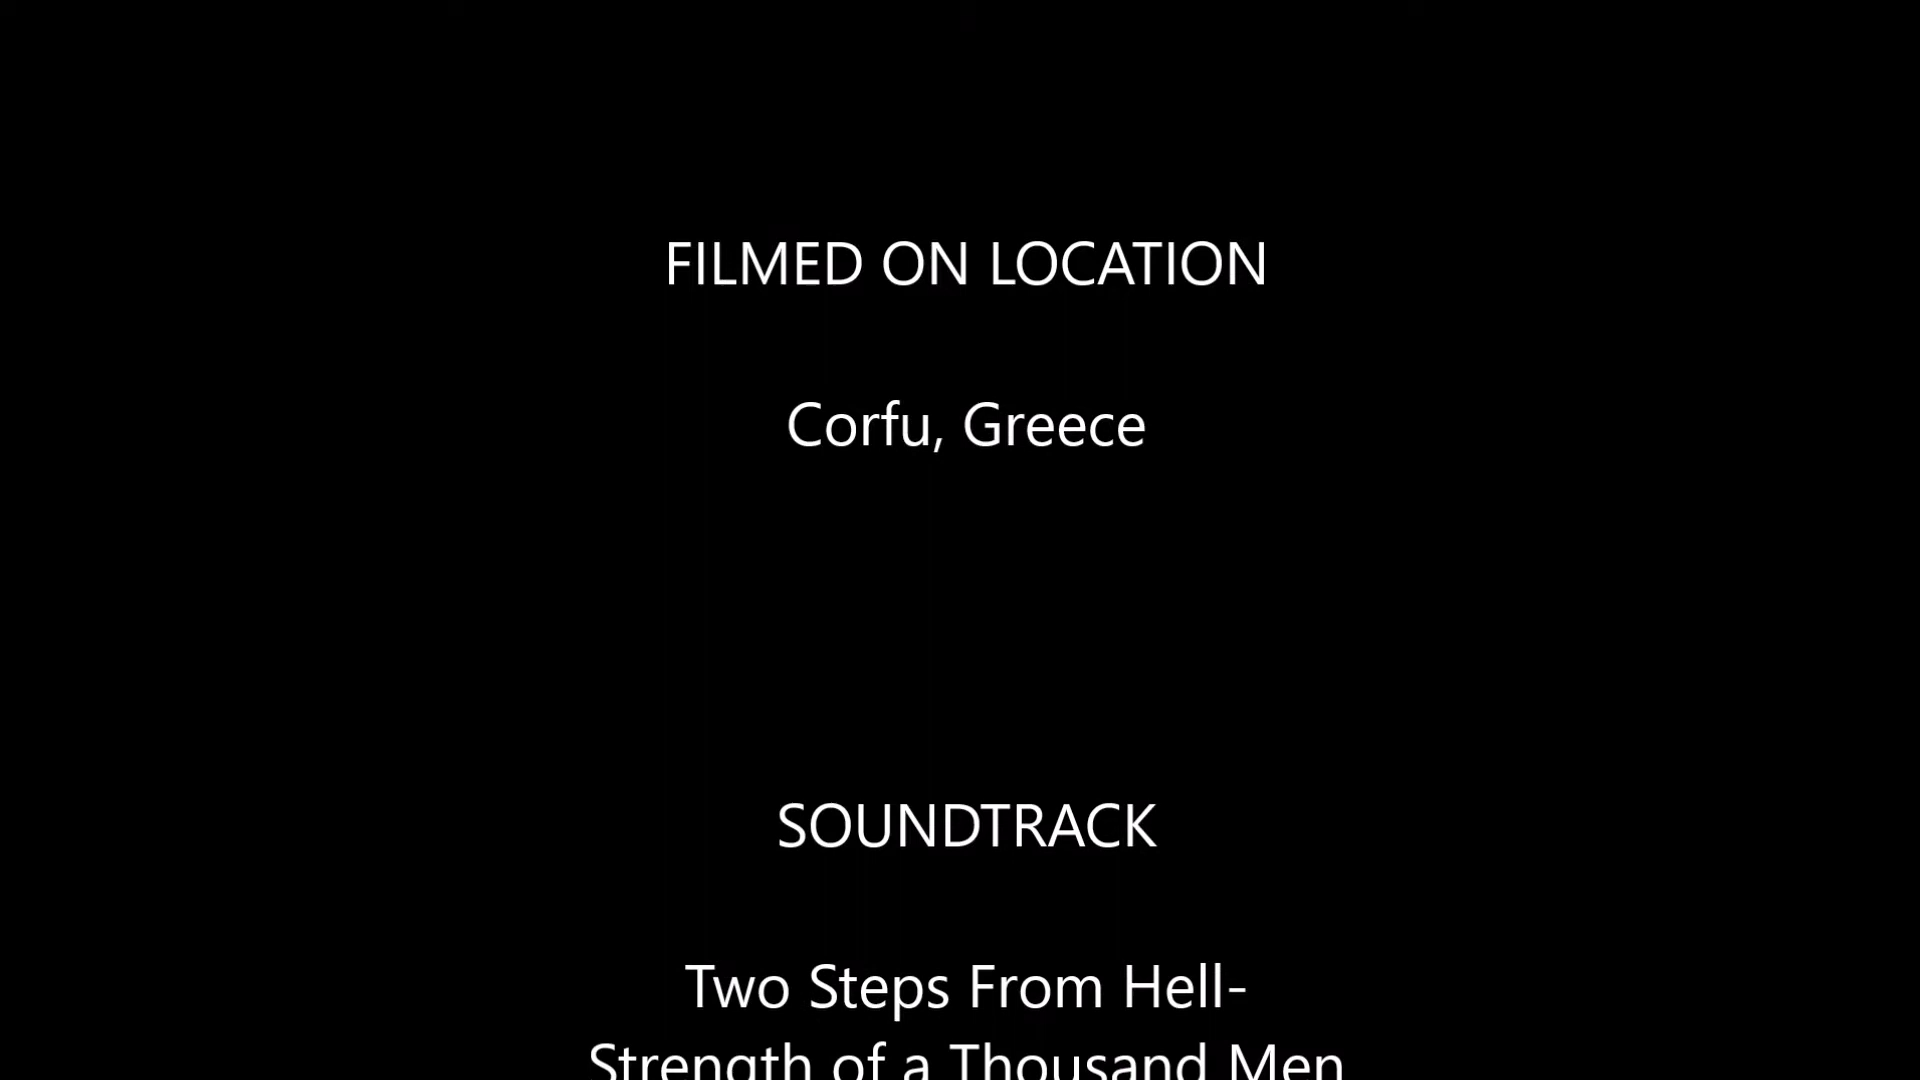 FILMED ON LOCATION
Corfu, Greece
SOUNDTRACK
Two Steps From Hell-
Strength of a Thousand Men